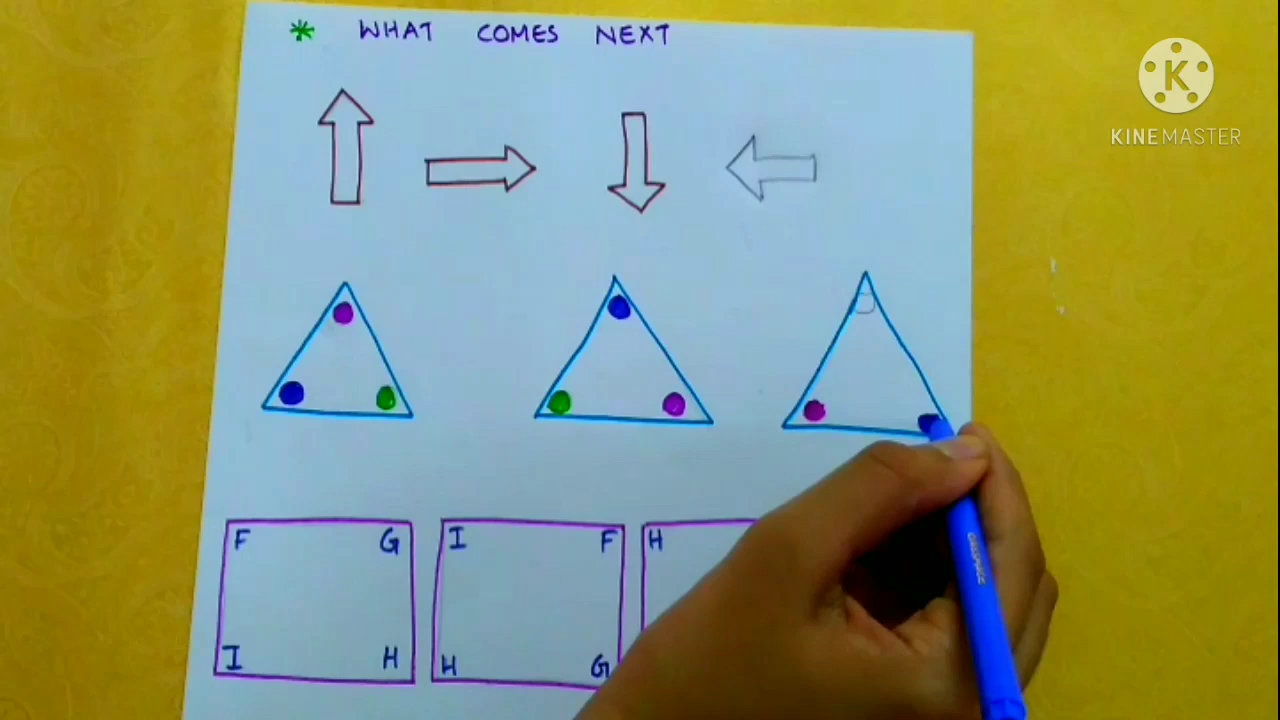 * WHAT COMES NEXT
K
KINEMASTER
F G I F H
I H H G